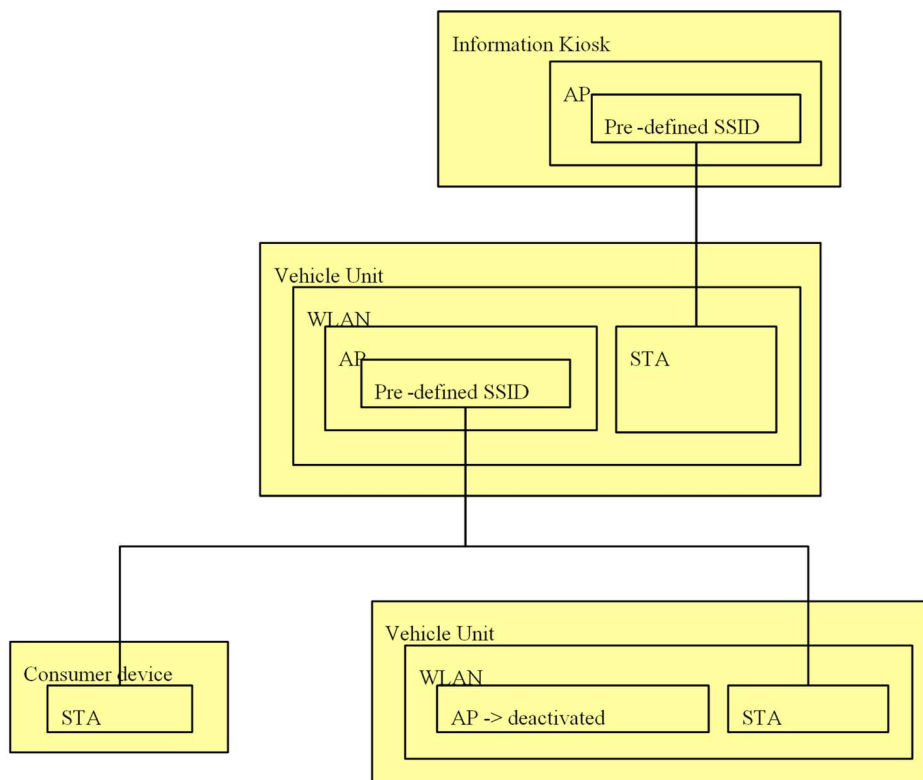 Information Kiosk
AP
Pre -defined SSID
Vehicle Unit
WLAN
AP
Pre -defined SSID
STA
Consumer device
STA
Vehicle Unit
WLAN
AP -> deactivated
STA